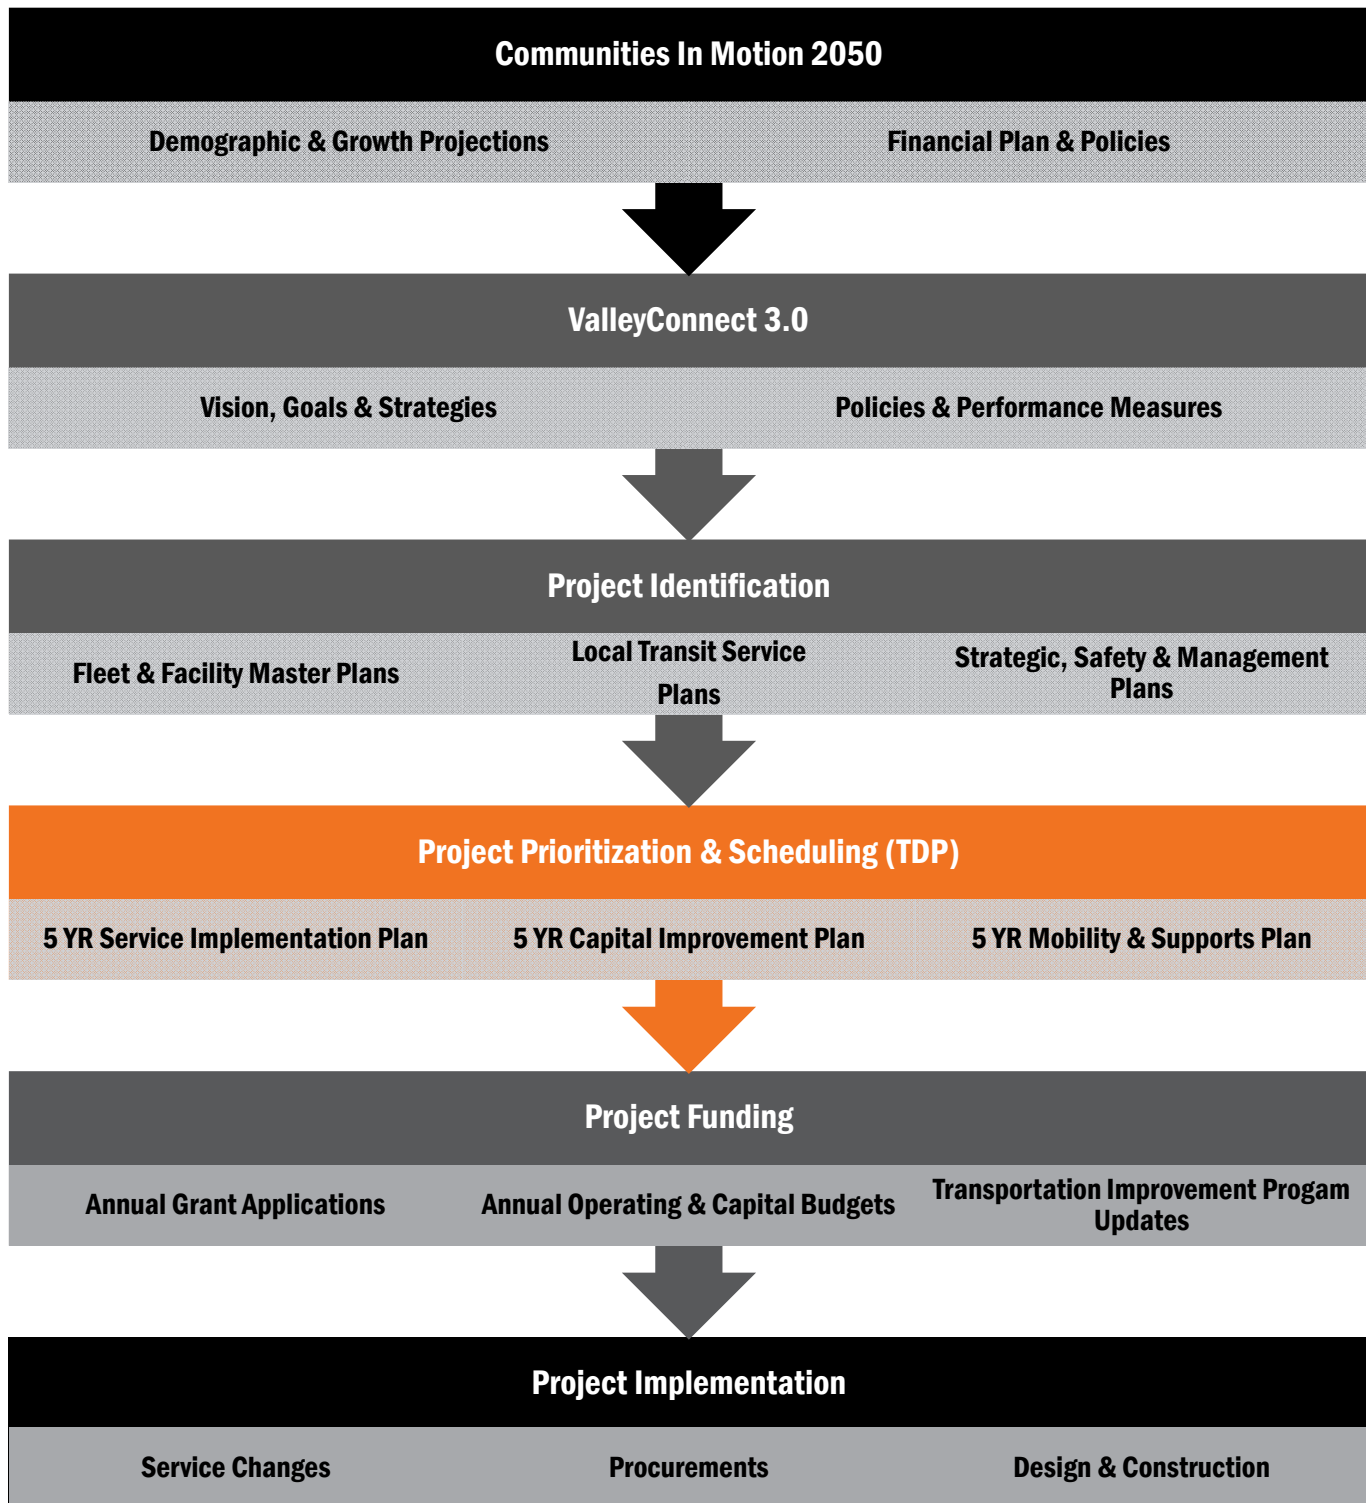 Communities In Motion 2050
Demographic & Growth Projections
Financial Plan & Policies
ValleyConnect 3.0
Vision, Goals & Strategies
Policies & Performance Measures
Project Identification
Fleet & Facility Master Plans
Local Transit Service
Plans
Strategic, Safety & Management
Plans
Project Prioritization & Scheduling (TDP)
5 YR Service Implementation Plan
5 YR Capital Improvement Plan
5 YR Mobility & Supports Plan
Project Funding
Annual Grant Applications
Annual Operating & Capital Budgets
Transportation Improvement Progam
Updates
Project Implementation
Service Changes
Procurements
Design & Construction